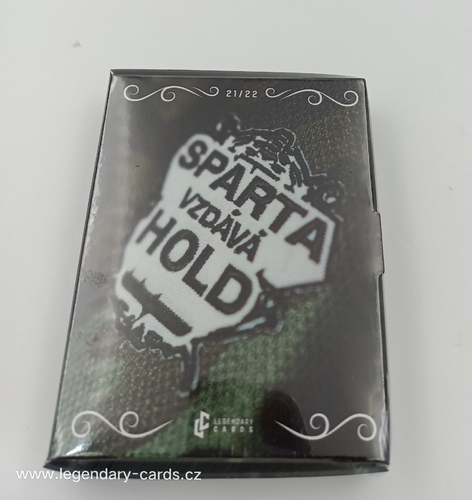 21/22
SPARTA
VZDÁVÁ
HOLD
LEGENDARY
CARDS
www.legendary-cards.cz